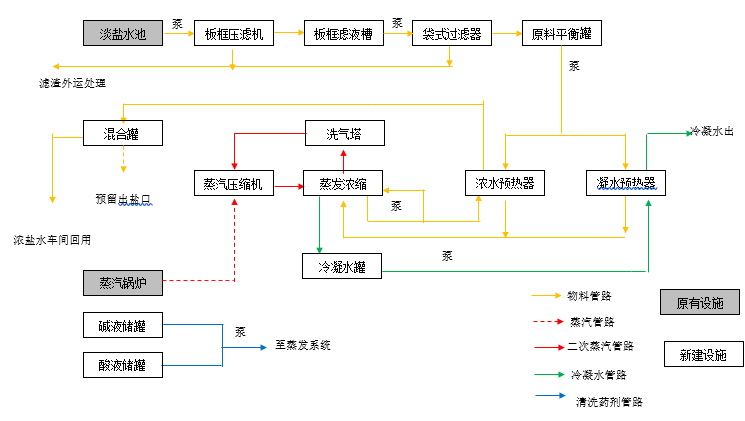 淡盐水池
泵
板框压滤机
板框滤液槽
泵
袋式过滤器
原料平衡罐
滤渣外运处理
泵
混合罐
洗气塔
冷凝水出
蒸汽压缩机
蒸发浓缩
浓水预热器
凝水预热器
预留出盐口
泵
浓盐水车间回用
冷凝水罐
泵
蒸汽锅炉
物料管路
原有设施
碱液储罐
泵
蒸汽管路
至蒸发系统
二次蒸汽管路
新建设施
酸液储罐
冷凝水管路
清洗药剂管路